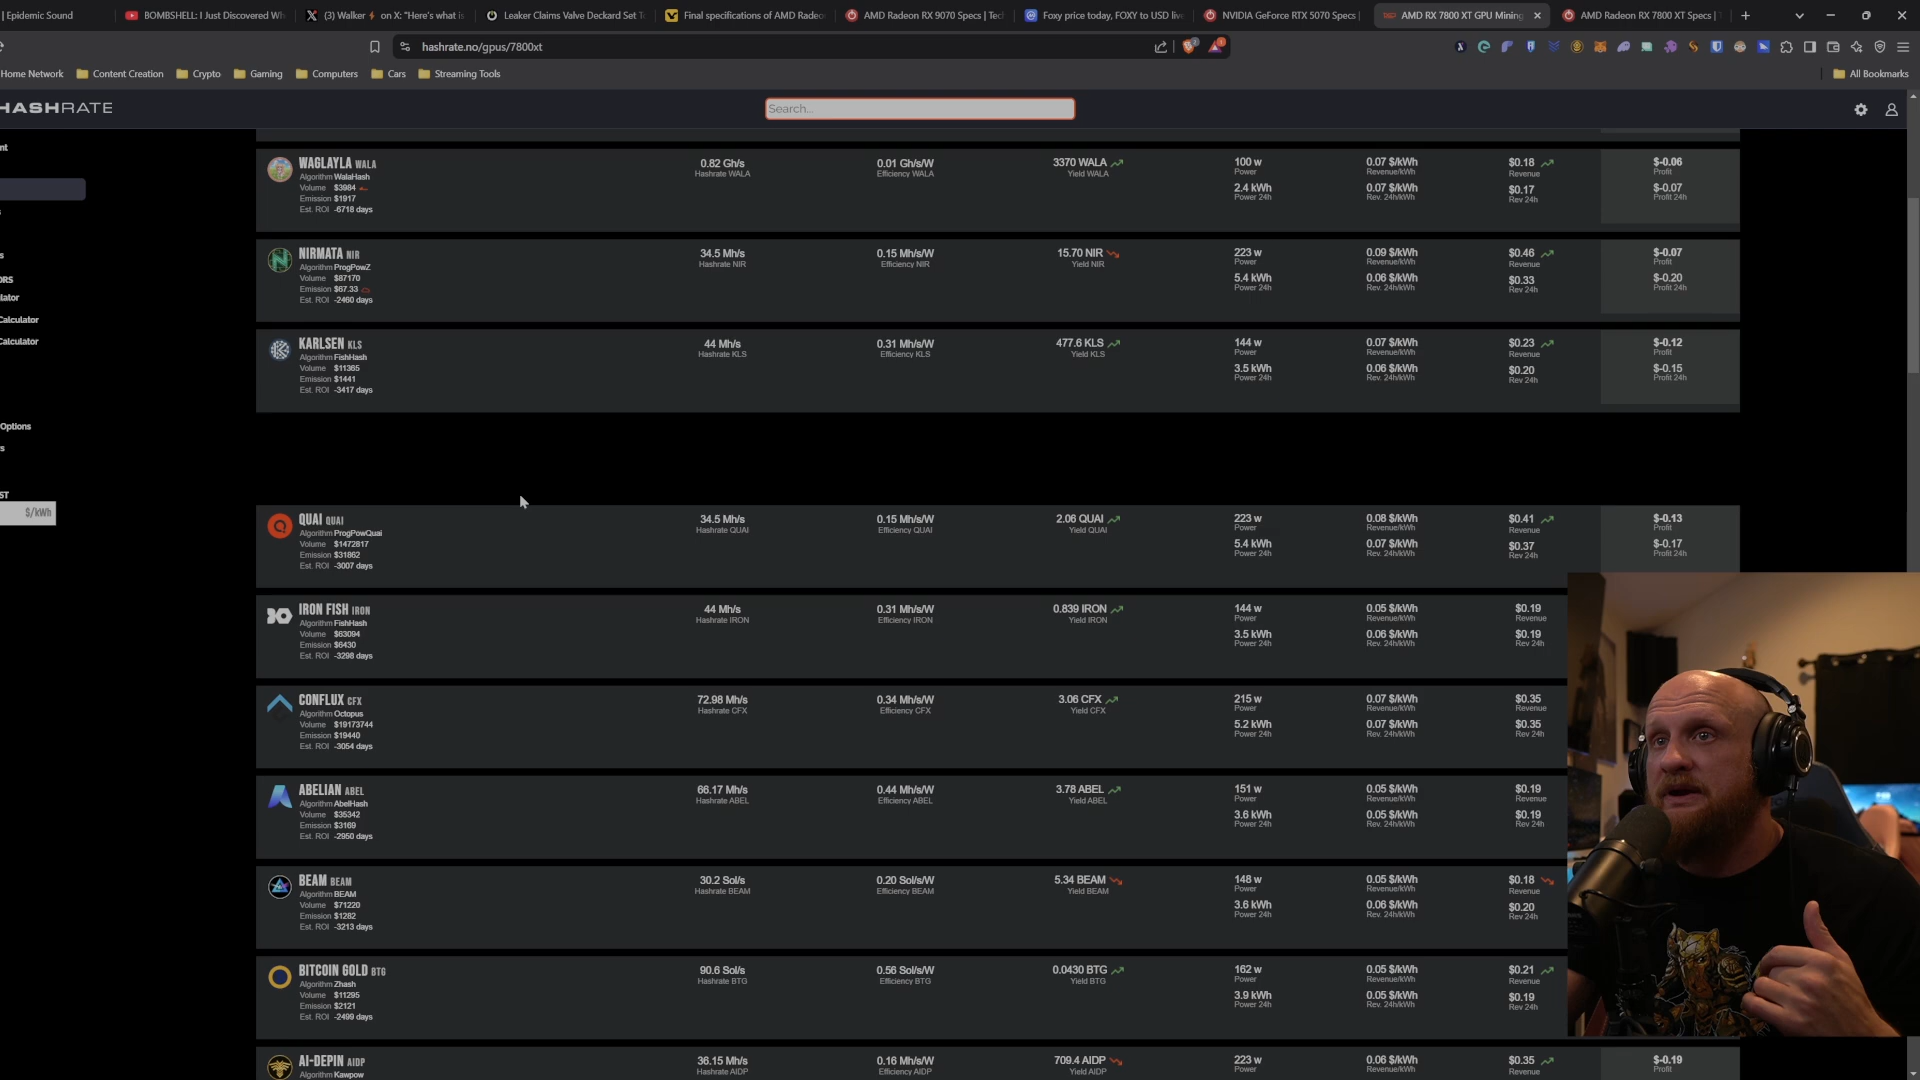 | Epidemic Sound
BOMBSHELL: I Just Discovered Wh
(3) Walker⚡ on X: "Here's what is
Leaker Claims Valve Deckard Set T
Final specifications of AMD Radeo
AMD Radeon RX 9070 Specs | Tec
Foxy price today, FOXY to USD liv
NVIDIA GeForce RTX 5070 Specs |
AMD RX 7800 XT GPU Mining
AMD Radeon RX 7800 XT Specs |
hashrate.no/gpus/7800xt
Home Network
Content Creation
Crypto
Gaming
Computers
Cars
Streaming Tools
All Bookmarks
HASHRATE
Search...
nt
s
s
ORS
lator
Calculator
Calculator
Options
s
ST
$/kWh
WAGLAYLA WALA
Algorithm WalaHash
Volume $3984
Emission $1917
Est. ROI -6718 days
0.82 Gh/s
Hashrate WALA
0.01 Gh/s/W
Efficiency WALA
3370 WALA
Yield WALA
100 w
Power
2.4 kWh
Power 24h
0.07 $/kWh
Revenue/kWh
0.07 $/kWh
Rev. 24h/kWh
$0.18
Revenue
$0.17
Rev 24h
$-0.06
Profit
$-0.07
Profit 24h
NIRMATA NIR
Algorithm ProgPowZ
Volume $87170
Emission $67.33
Est. ROI -2460 days
34.5 Mh/s
Hashrate NIR
0.15 Mh/s/W
Efficiency NIR
15.70 NIR
Yield NIR
223 w
Power
5.4 kWh
Power 24h
0.09 $/kWh
Revenue/kWh
0.06 $/kWh
Rev. 24h/kWh
$0.46
Revenue
$0.33
Rev 24h
$-0.07
Profit
$-0.20
Profit 24h
KARLSEN KLS
Algorithm FishHash
Volume $11365
Emission $1441
Est. ROI -3417 days
44 Mh/s
Hashrate KLS
0.31 Mh/s/W
Efficiency KLS
477.6 KLS
Yield KLS
144 w
Power
3.5 kWh
Power 24h
0.07 $/kWh
Revenue/kWh
0.06 $/kWh
Rev. 24h/kWh
$0.23
Revenue
$0.20
Rev 24h
$-0.12
Profit
$-0.15
Profit 24h
QUAI QUAI
Algorithm ProgPowQuai
Volume $1472817
Emission $31862
Est. ROI -3007 days
34.5 Mh/s
Hashrate QUAI
0.15 Mh/s/W
Efficiency QUAI
2.06 QUAI
Yield QUAI
223 w
Power
5.4 kWh
Power 24h
0.08 $/kWh
Revenue/kWh
0.07 $/kWh
Rev. 24h/kWh
$0.41
Revenue
$0.37
Rev 24h
$-0.13
Profit
$-0.17
Profit 24h
IRON FISH IRON
Algorithm FishHash
Volume $63094
Emission $6430
Est. ROI -3298 days
44 Mh/s
Hashrate IRON
0.31 Mh/s/W
Efficiency IRON
0.839 IRON
Yield IRON
144 w
Power
3.5 kWh
Power 24h
0.05 $/kWh
Revenue/kWh
0.06 $/kWh
Rev. 24h/kWh
$0.19
Revenue
$0.19
Rev 24h
CONFLUX CFX
Algorithm Octopus
Volume $19173744
Emission $19440
Est. ROI -3054 days
72.98 Mh/s
Hashrate CFX
0.34 Mh/s/W
Efficiency CFX
3.06 CFX
Yield CFX
215 w
Power
5.2 kWh
Power 24h
0.07 $/kWh
Revenue/kWh
0.07 $/kWh
Rev. 24h/kWh
$0.35
Revenue
$0.35
Rev 24h
ABELIAN ABEL
Algorithm AbelHash
Volume $35342
Emission $3169
Est. ROI -2950 days
66.17 Mh/s
Hashrate ABEL
0.44 Mh/s/W
Efficiency ABEL
3.78 ABEL
Yield ABEL
151 w
Power
3.6 kWh
Power 24h
0.05 $/kWh
Revenue/kWh
0.05 $/kWh
Rev. 24h/kWh
$0.19
Revenue
$0.19
Rev 24h
BEAM BEAM
Algorithm BEAM
Volume $71220
Emission $1282
Est. ROI -3213 days
30.2 Sol/s
Hashrate BEAM
0.20 Sol/s/W
Efficiency BEAM
5.34 BEAM
Yield BEAM
148 w
Power
3.6 kWh
Power 24h
0.05 $/kWh
Revenue/kWh
0.06 $/kWh
Rev. 24h/kWh
$0.18
Revenue
$0.20
Rev 24h
BITCOIN GOLD BTG
Algorithm Zhash
Volume $11295
Emission $2121
Est. ROI -2499 days
90.6 Sol/s
Hashrate BTG
0.56 Sol/s/W
Efficiency BTG
0.0430 BTG
Yield BTG
162 w
Power
3.9 kWh
Power 24h
0.05 $/kWh
Revenue/kWh
0.05 $/kWh
Rev. 24h/kWh
$0.21
Revenue
$0.19
Rev 24h
AI-DEPIN AIDP
Algorithm Kawpow
36.15 Mh/s
Hashrate AIDP
0.16 Mh/s/W
Efficiency AIDP
709.4 AIDP
Yield AIDP
223 w
Power
0.06 $/kWh
Revenue/kWh
$0.35
Revenue
$-0.19
Profit